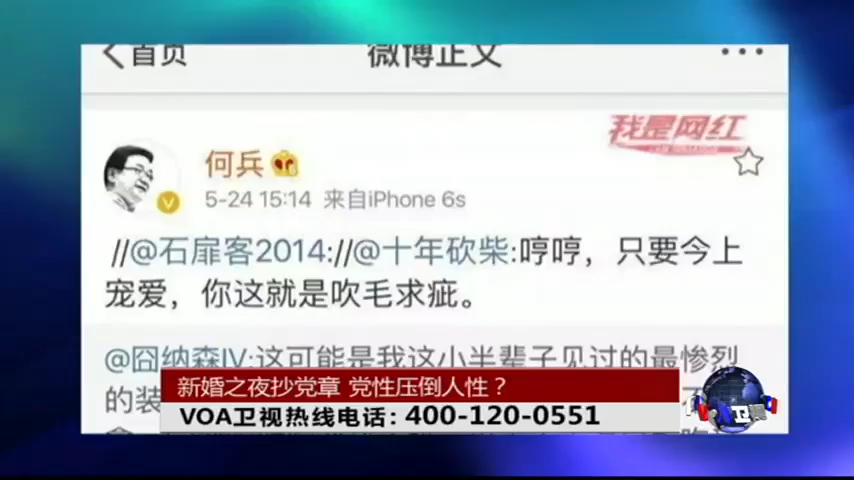 首页
微博正文
我是网红
何兵
5-24 15:14 来自iPhone 6s
//@石扉客2014://@十年砍柴:哼哼，只要今上
宠爱，你这就是吹毛求疵。
@囧纳森IV:这可能是我这小半辈子见过的最惨烈
的装
新婚之夜抄党章 党性压倒人性？
VOA卫视热线电话: 400-120-0551